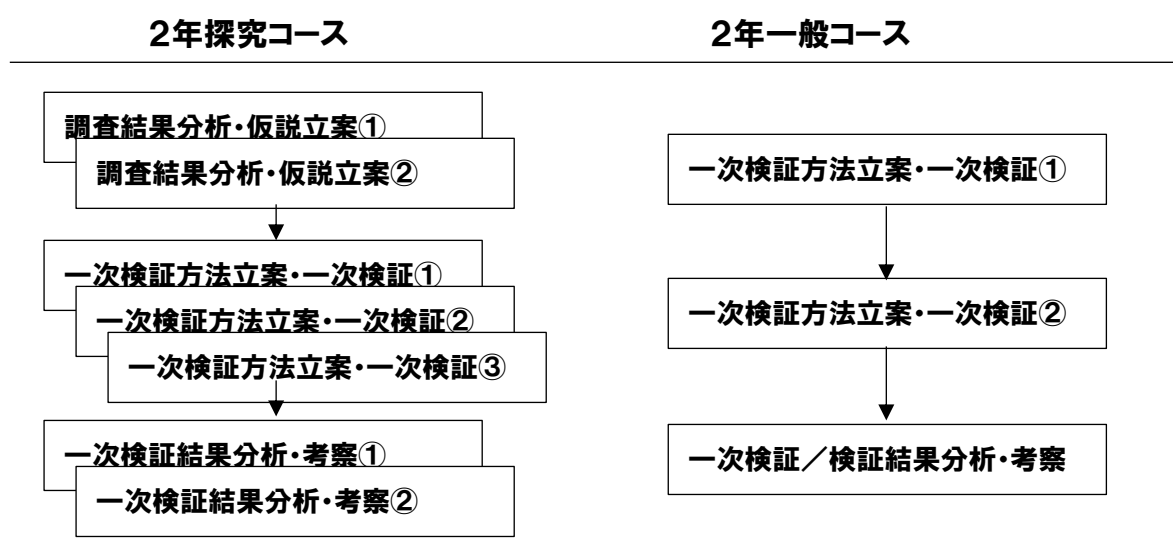 2年探究コース
2年一般コース
調査結果分析・仮説立案①
調査結果分析・仮説立案②
一次検証方法立案・一次検証①
一次検証方法立案・一次検証②
一次検証方法立案・一次検証③
一次検証結果分析・考察①
一次検証結果分析・考察②
一次検証方法立案・一次検証①
一次検証方法立案・一次検証②
一次検証／検証結果分析・考察